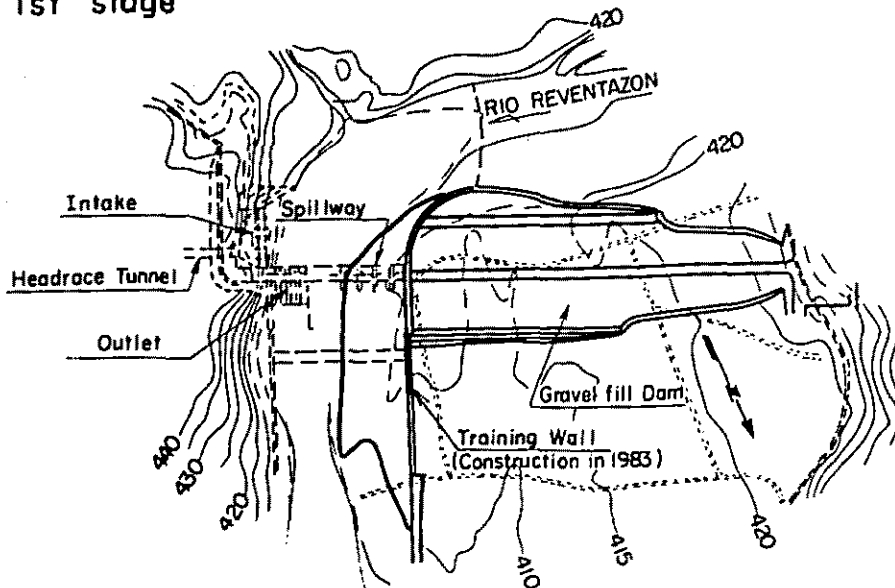 1st stage
420
RIO REVENTAZON
420
Intake
Spillway
Headrace Tunnel
Outlet
Gravel fill Dam
Training Wall
(Construction in 1983)
440
430
420
410
415
420